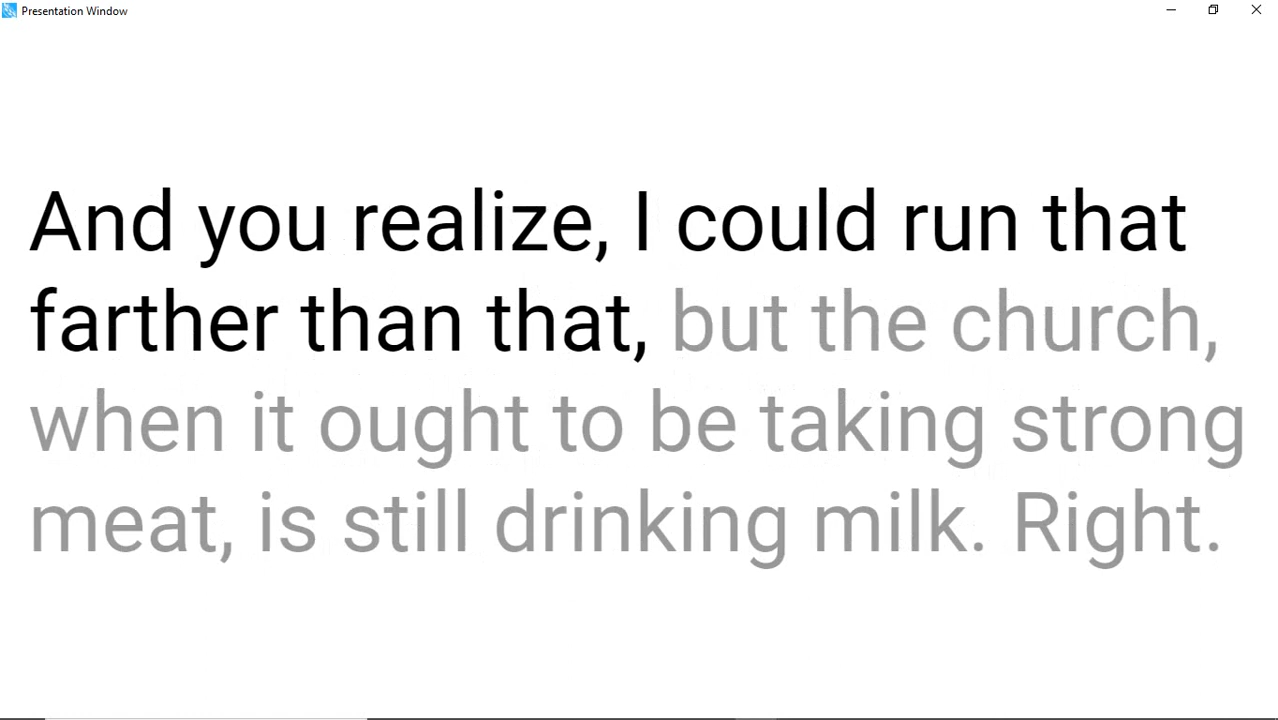 Presentation Window
And you realize, I could run that
farther than that, but the church,
when it ought to be taking strong
meat, is still drinking milk. Right.